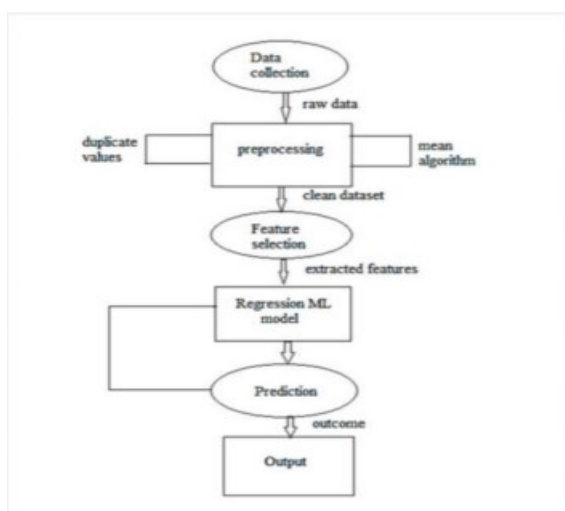 Data
collection
raw data
duplicate
values
preprocessing
mean
algorithm
clean dataset
Feature
selection
extracted features
Regression ML
model
Prediction
outcome
Output